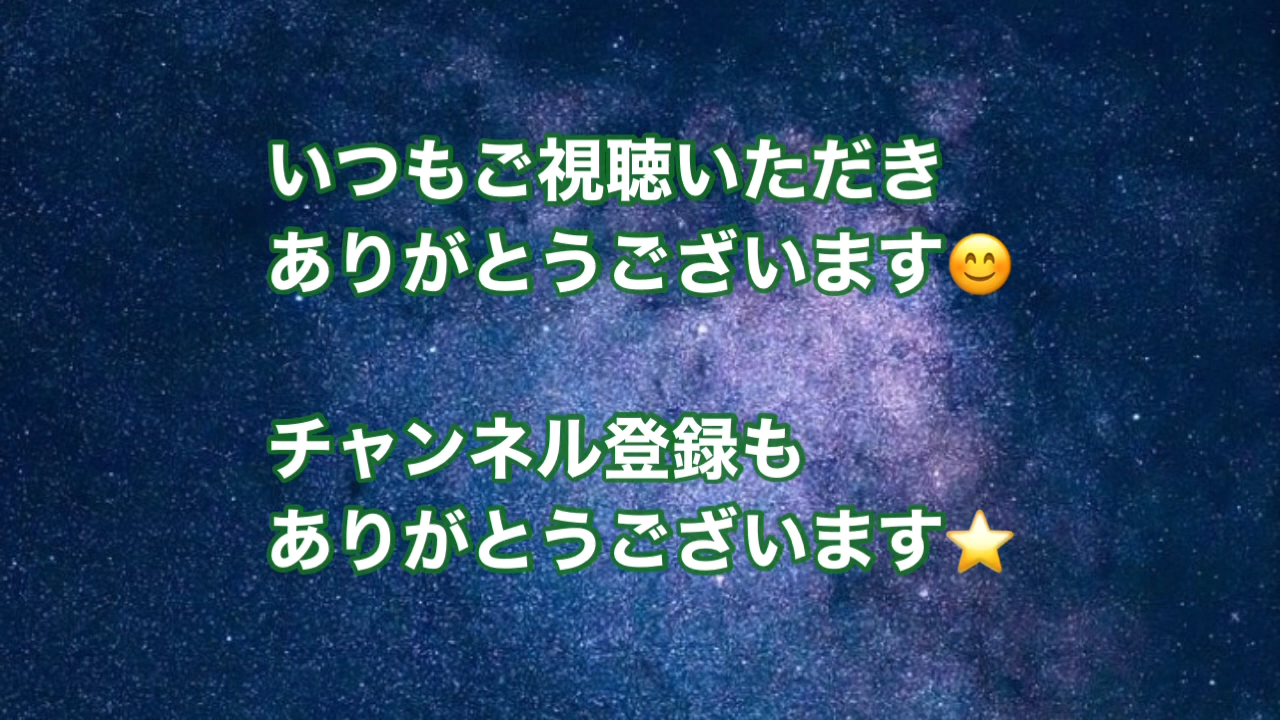 いつもご視聴いただき
ありがとうございます😊
チャンネル登録も
ありがとうございます⭐